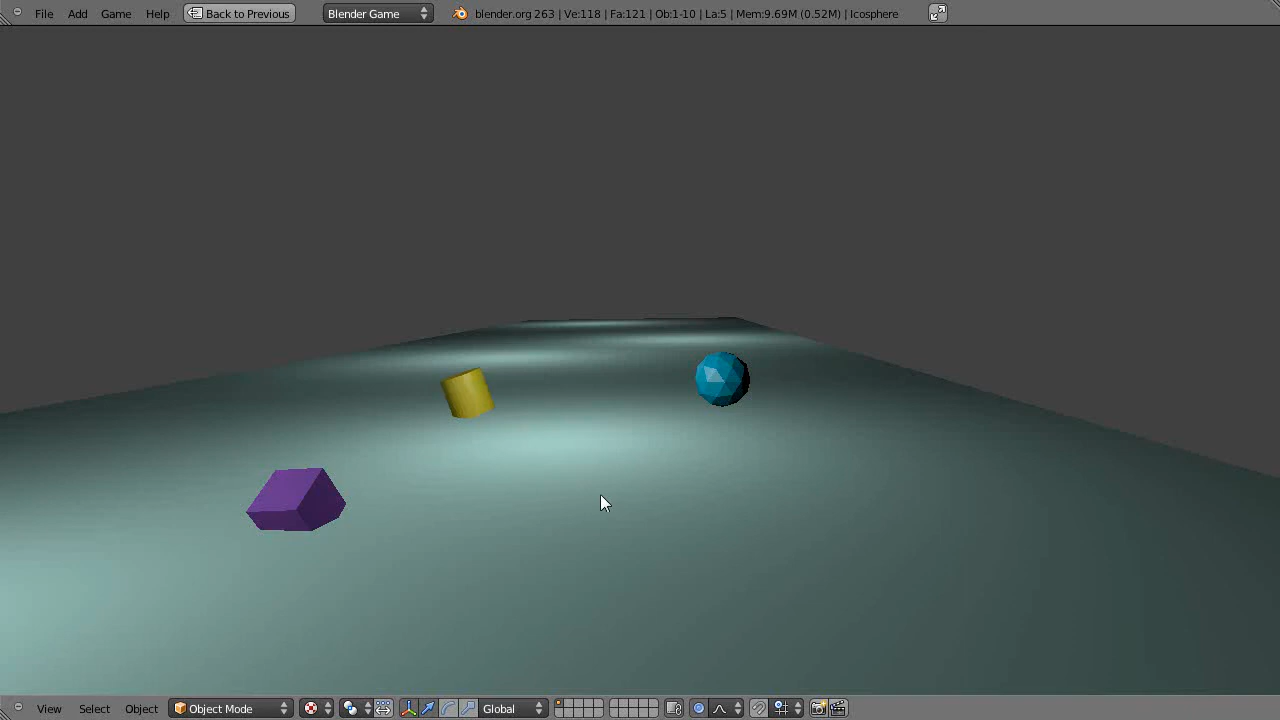 File Add Game Help Back to Previous Blender Game blender.org 263 | Ve:118 | Fa:121 | Ob:1-10 | La:5 | Mem:9.69M (0.52M) | Icosphere
View Select Object Object Mode Global